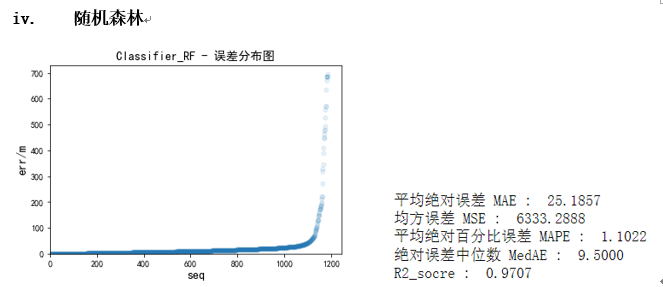 iv. 随机森林↵
Classifier_RF - 误差分布图
700
600
500
400
300
200
100
0
err/m
0 200 400 600 800 1000 1200
seq
平均绝对误差 MAE : 25.1857
均方误差 MSE : 6333.2888
平均绝对百分比误差 MAPE : 1.1022
绝对误差中位数 MedAE : 9.5000
R2_socre : 0.9707